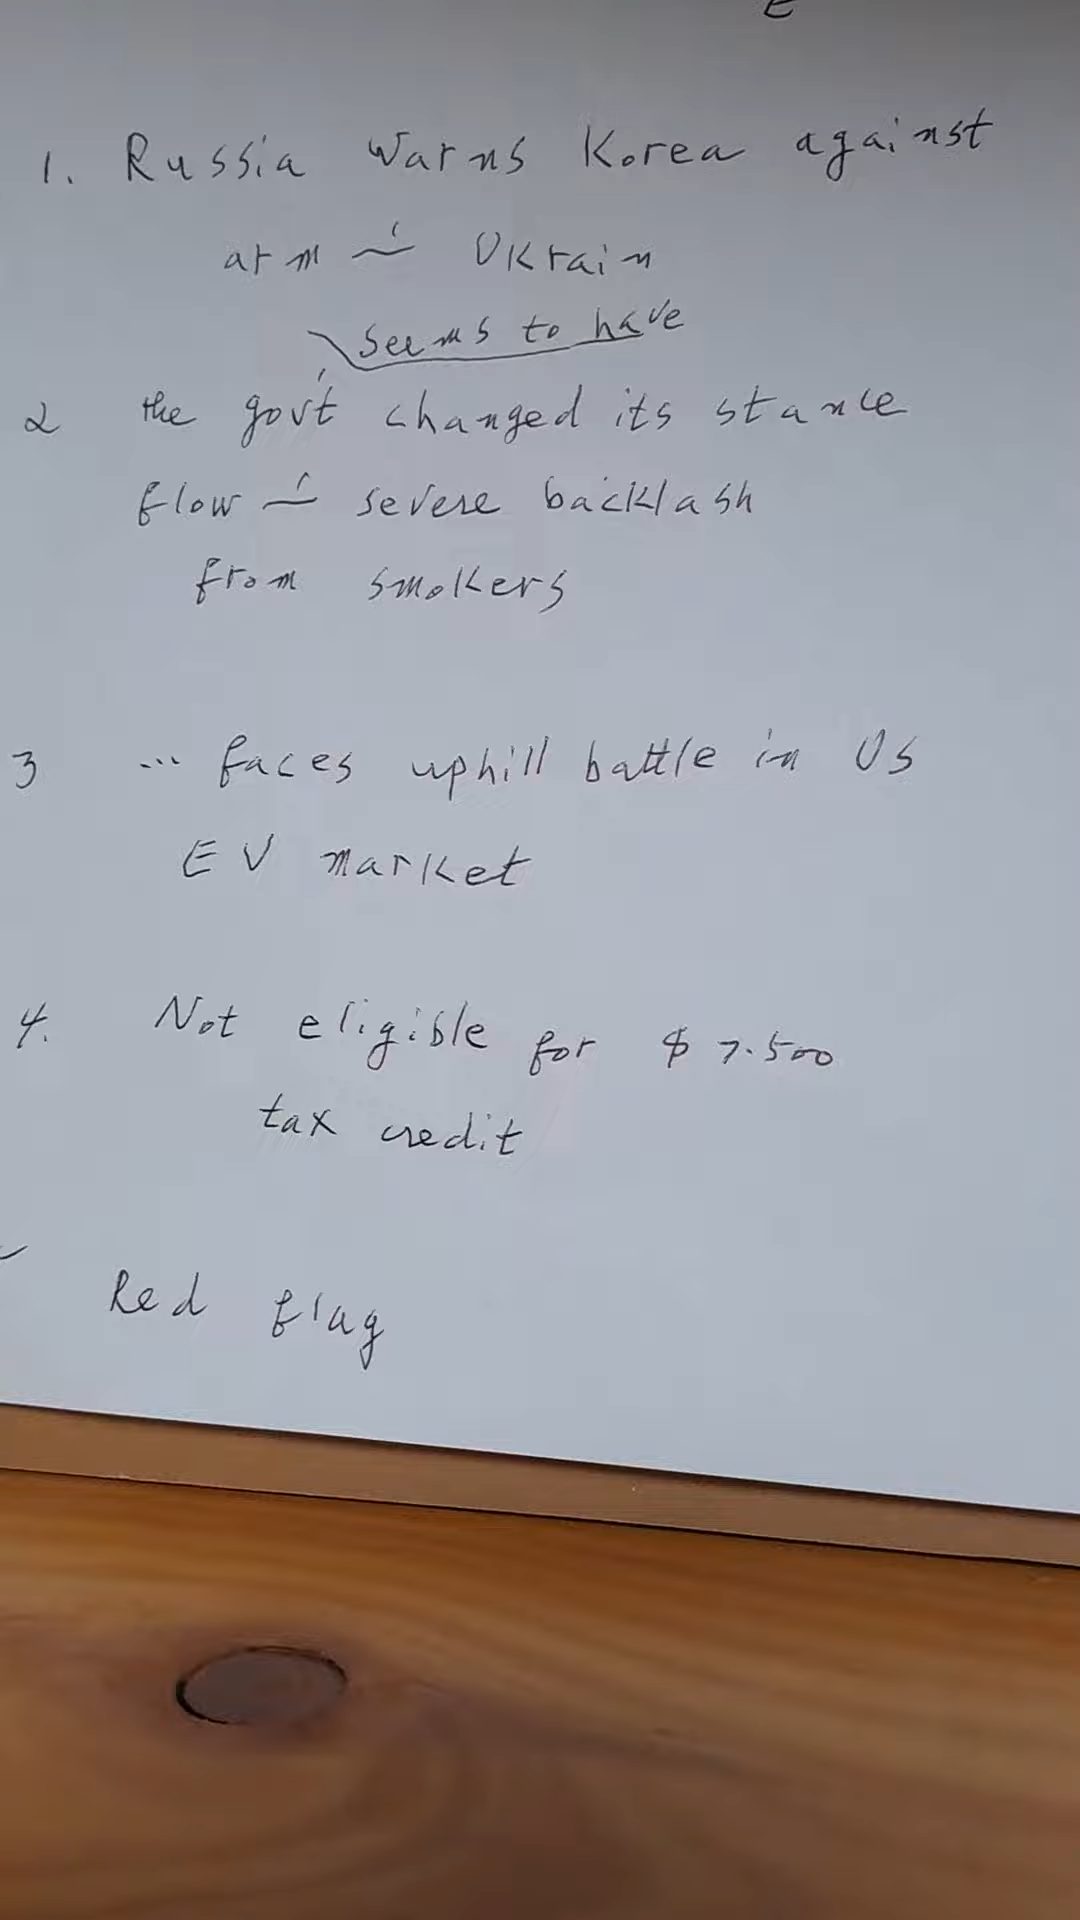 E
1. Russia warns Korea against
arm ~ Ukrain
seems to have
2 the gov't changed its stance
flow ~ severe backlash
from smokers
3 ... faces uphill battle in US
EV market
4. Not eligible for $ 7.500
tax credit
Red flag